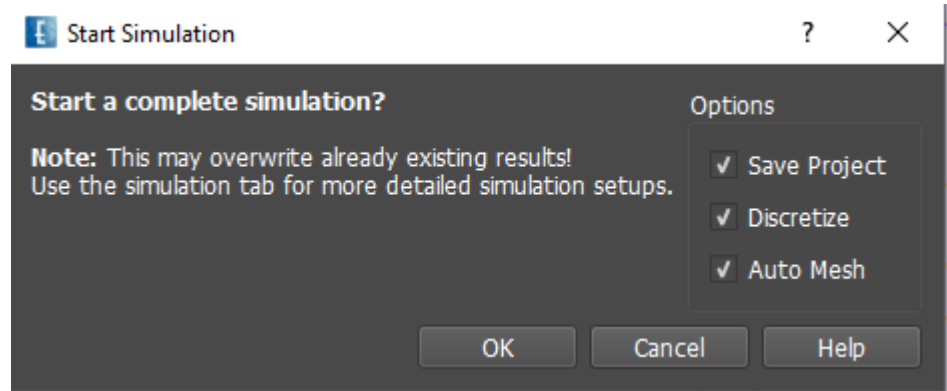 Start Simulation
?
Start a complete simulation?
Note: This may overwrite already existing results!
Use the simulation tab for more detailed simulation setups.
Options
Save Project
Discretize
Auto Mesh
OK
Cancel
Help